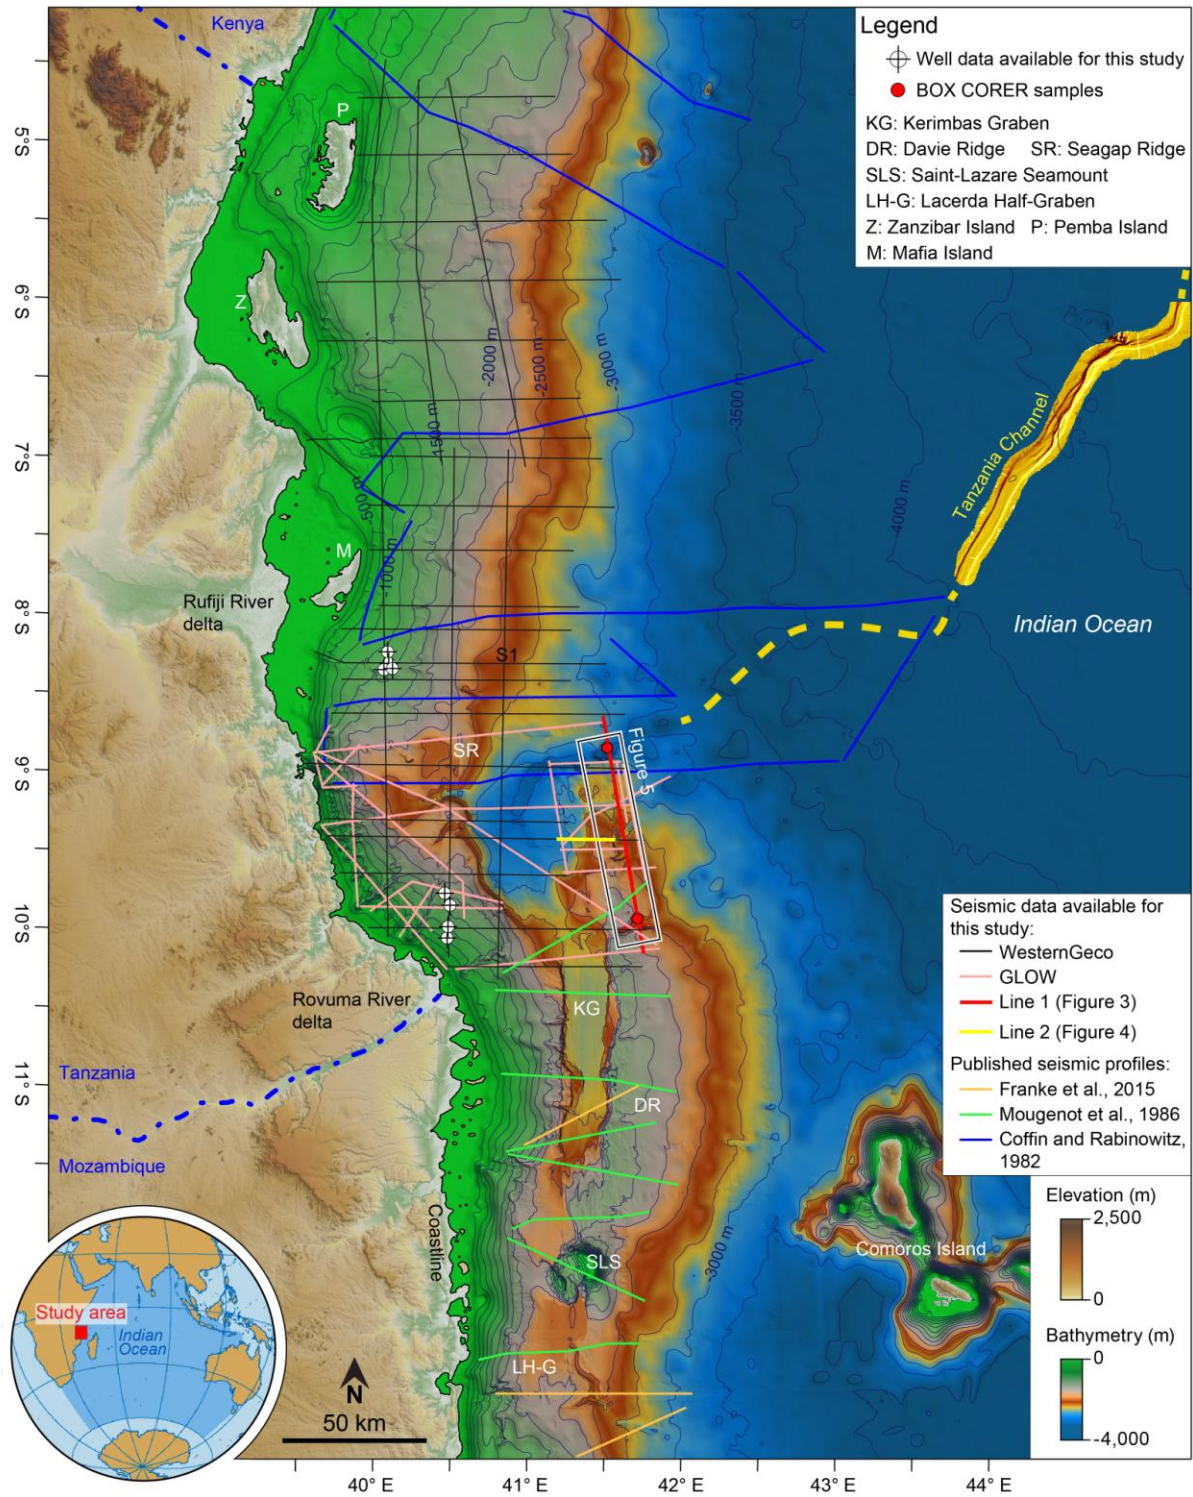 Kenya
Legend
Well data available for this study
BOX CORER samples
KG: Kerimbas Graben
DR: Davie Ridge SR: Seagap Ridge
SLS: Saint-Lazare Seamount
LH-G: Lacerda Half-Graben
Z: Zanzibar Island P: Pemba Island
M: Mafia Island
P
5°S
Z
6°S
-2000 m
-2500 m
-3000 m
-3500 m
-1500 m
Tanzania Channel
7°S
-500 m
-4000 m
M
-1000 m
Rufiji River
delta
8°S
Indian Ocean
S1
SR
Figure 5
9°S
10°S
Seismic data available for
this study:
WesternGeco
GLOW
Line 1 (Figure 3)
Line 2 (Figure 4)
Published seismic profiles:
Franke et al., 2015
Mougenot et al., 1986
Coffin and Rabinowitz,
1982
Rovuma River
delta
KG
Tanzania
11°S
DR
Mozambique
Coastline
-3000 m
SLS
Comoros Island
Elevation (m)
2,500
0
Bathymetry (m)
0
-4,000
Study area
Indian
Ocean
LH-G
N
50 km
40° E
41° E
42° E
43° E
44° E